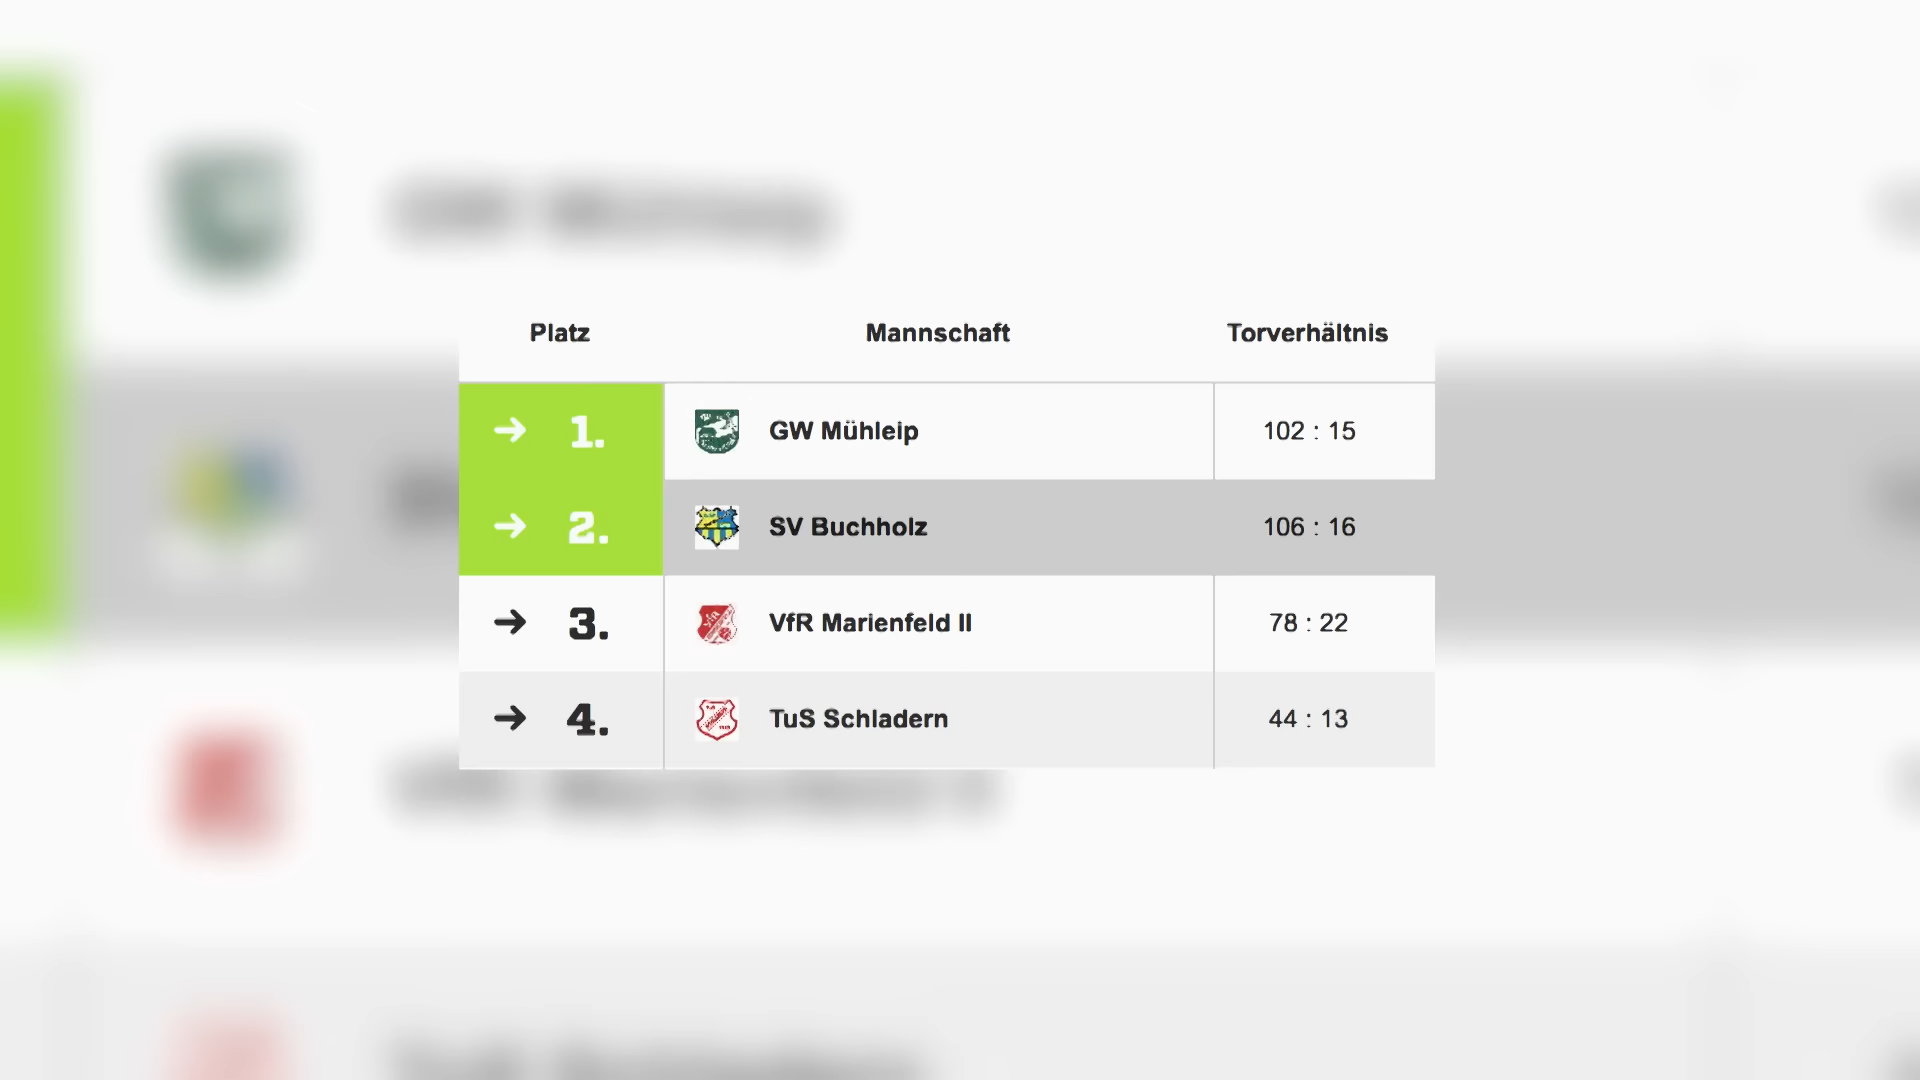 Platz Mannschaft Torverhältnis
1. GW Mühleip 102 : 15
2. SV Buchholz 106 : 16
3. VfR Marienfeld II 78 : 22
4. TuS Schladern 44 : 13